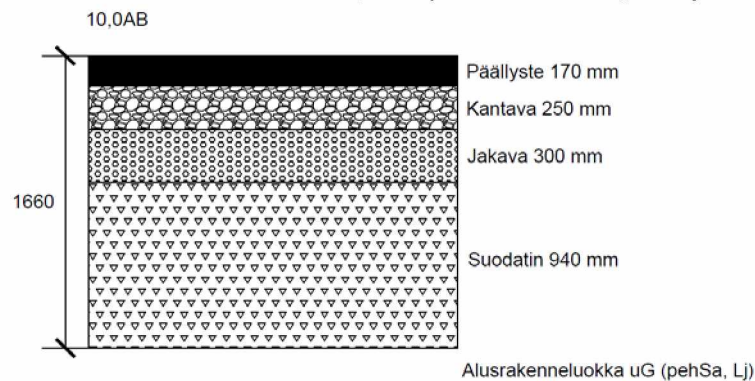 10,0AB
Päällyste 170 mm
Kantava 250 mm
Jakava 300 mm
1660
Suodatin 940 mm
Alusrakenneluokka uG (pehSa, Lj)